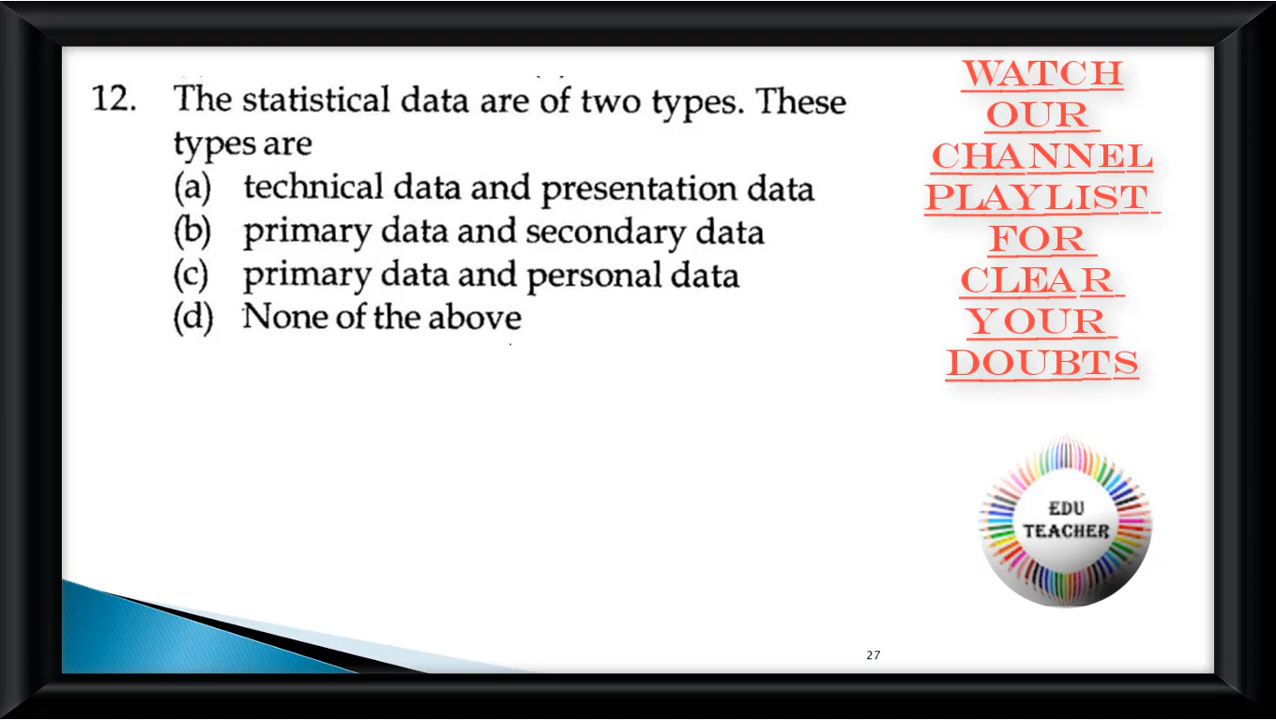 12. The statistical data are of two types. These
types are
(a) technical data and presentation data
(b) primary data and secondary data
(c) primary data and personal data
(d) None of the above
WATCH
OUR
CHANNEL
PLAYLIST
FOR
CLEAR
YOUR
DOUBTS
EDU
TEACHER
27